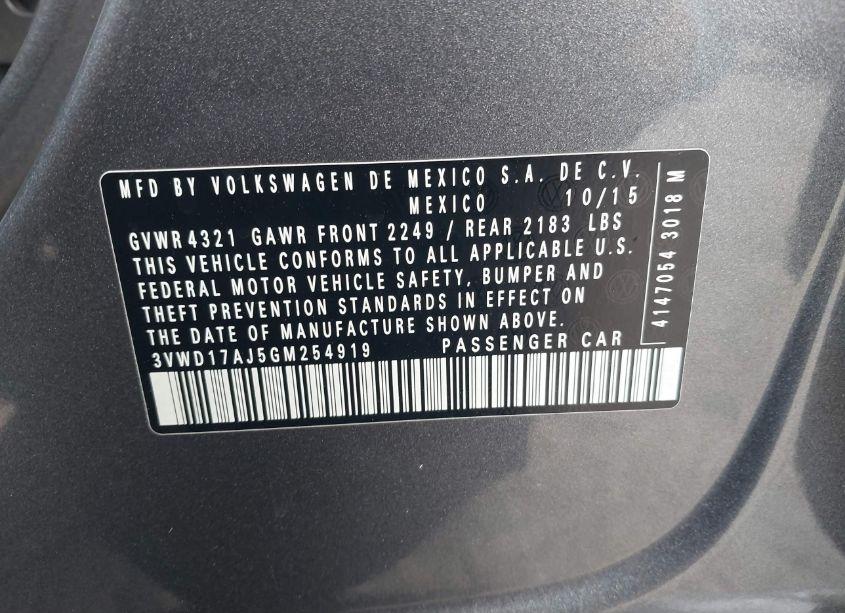 MFD BY VOLKSWAGEN DE MEXICO S.A. DE C.V.
MEXICO 10/15
GVWR 4321 GAWR FRONT 2249 / REAR 2183 LBS
THIS VEHICLE CONFORMS TO ALL APPLICABLE U.S.
FEDERAL MOTOR VEHICLE SAFETY, BUMPER AND
THEFT PREVENTION STANDARDS IN EFFECT ON
THE DATE OF MANUFACTURE SHOWN ABOVE.
3VWD17AJ5GM254919 PASSENGER CAR
4147054 3018 M